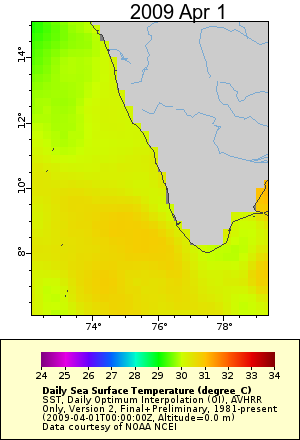 2009 Apr 1
14°
12°
10°
8°
74° 76° 78°
24 25 26 27 28 29 30 31 32 33 34
Daily Sea Surface Temperature (degree_C)
SST, Daily Optimum Interpolation (OI), AVHRR
Only, Version 2, Final+Preliminary, 1981-present
(2009-04-01T00:00:00Z, Altitude=0.0 m)
Data courtesy of NOAA NCEI